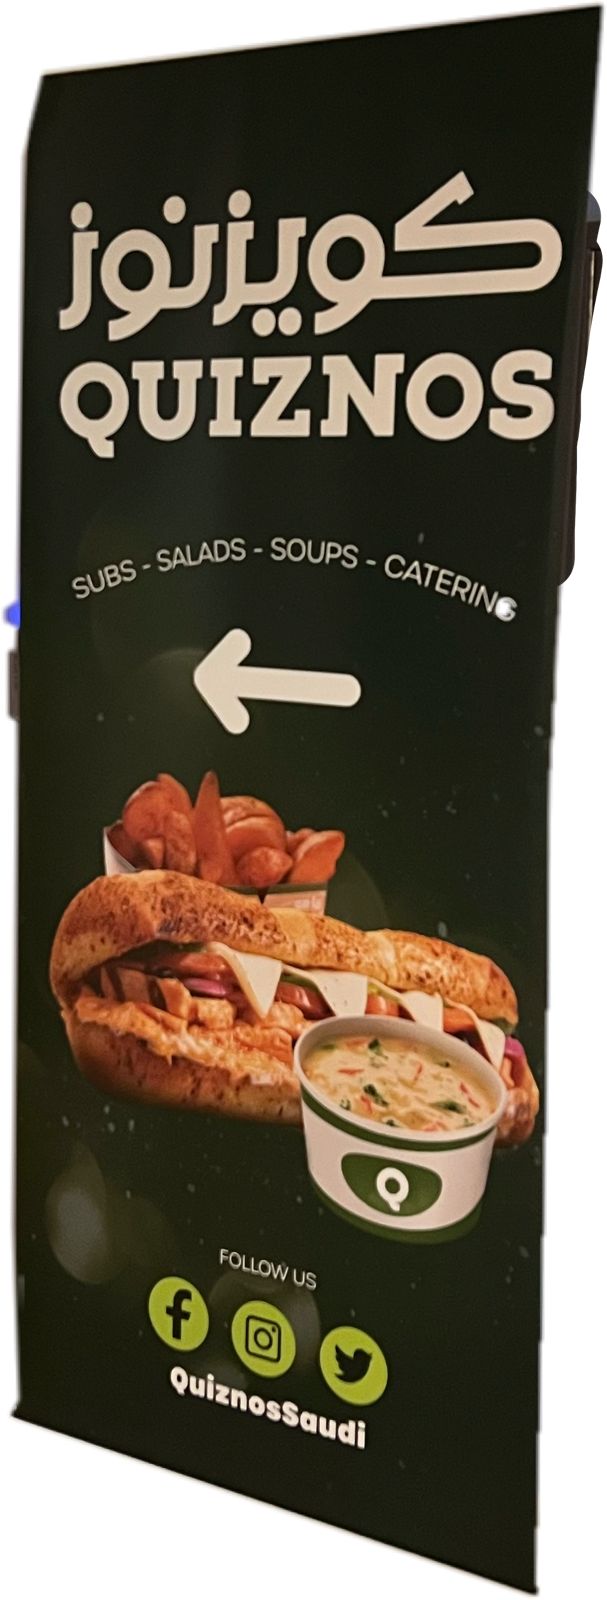 كويزنوز
QUIZNOS
SUBS - SALADS - SOUPS - CATERING
Q
FOLLOW US
QuiznosSaudi